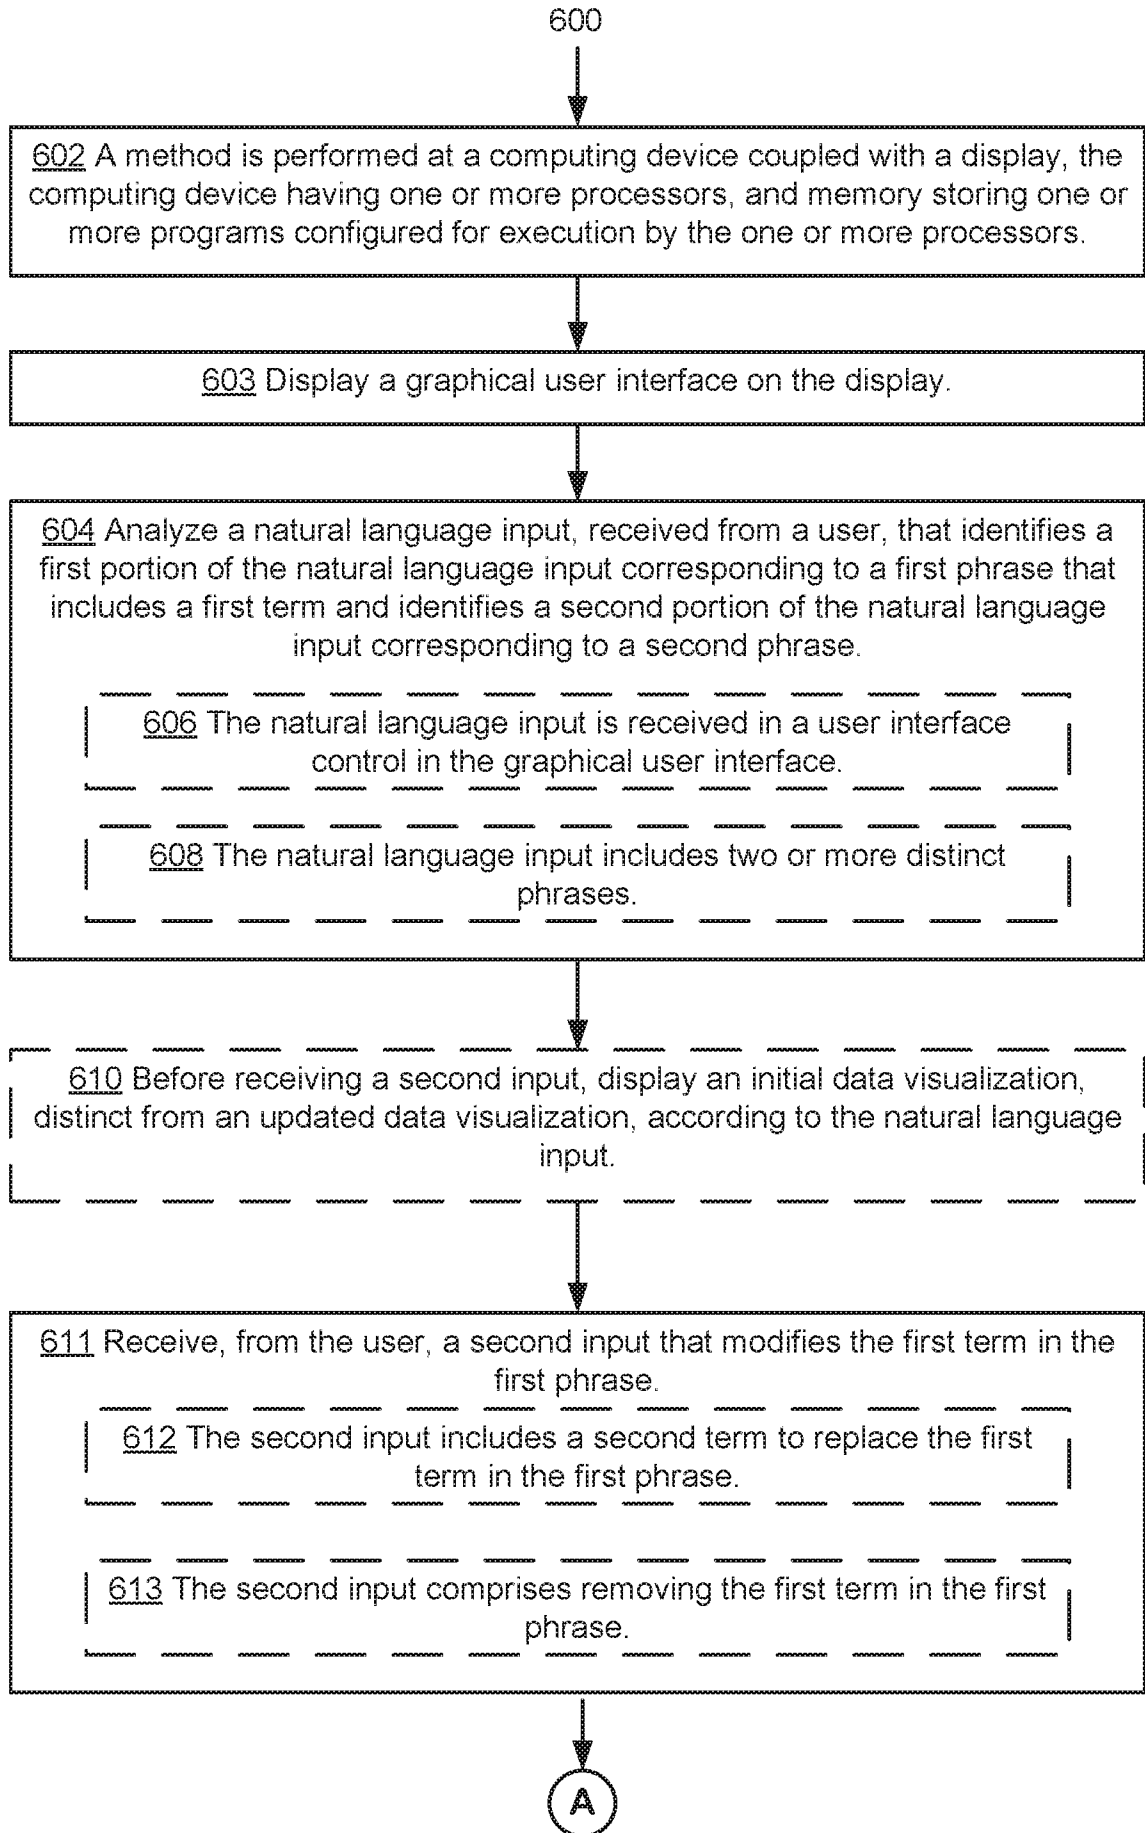 600
602 A method is performed at a computing device coupled with a display, the
computing device having one or more processors, and memory storing one or
more programs configured for execution by the one or more processors.
603 Display a graphical user interface on the display.
604 Analyze a natural language input, received from a user, that identifies a
first portion of the natural language input corresponding to a first phrase that
includes a first term and identifies a second portion of the natural language
input corresponding to a second phrase.
606 The natural language input is received in a user interface
control in the graphical user interface.
608 The natural language input includes two or more distinct
phrases.
610 Before receiving a second input, display an initial data visualization,
distinct from an updated data visualization, according to the natural language
input.
611 Receive, from the user, a second input that modifies the first term in the
first phrase.
612 The second input includes a second term to replace the first
term in the first phrase.
613 The second input comprises removing the first term in the first
phrase.
A